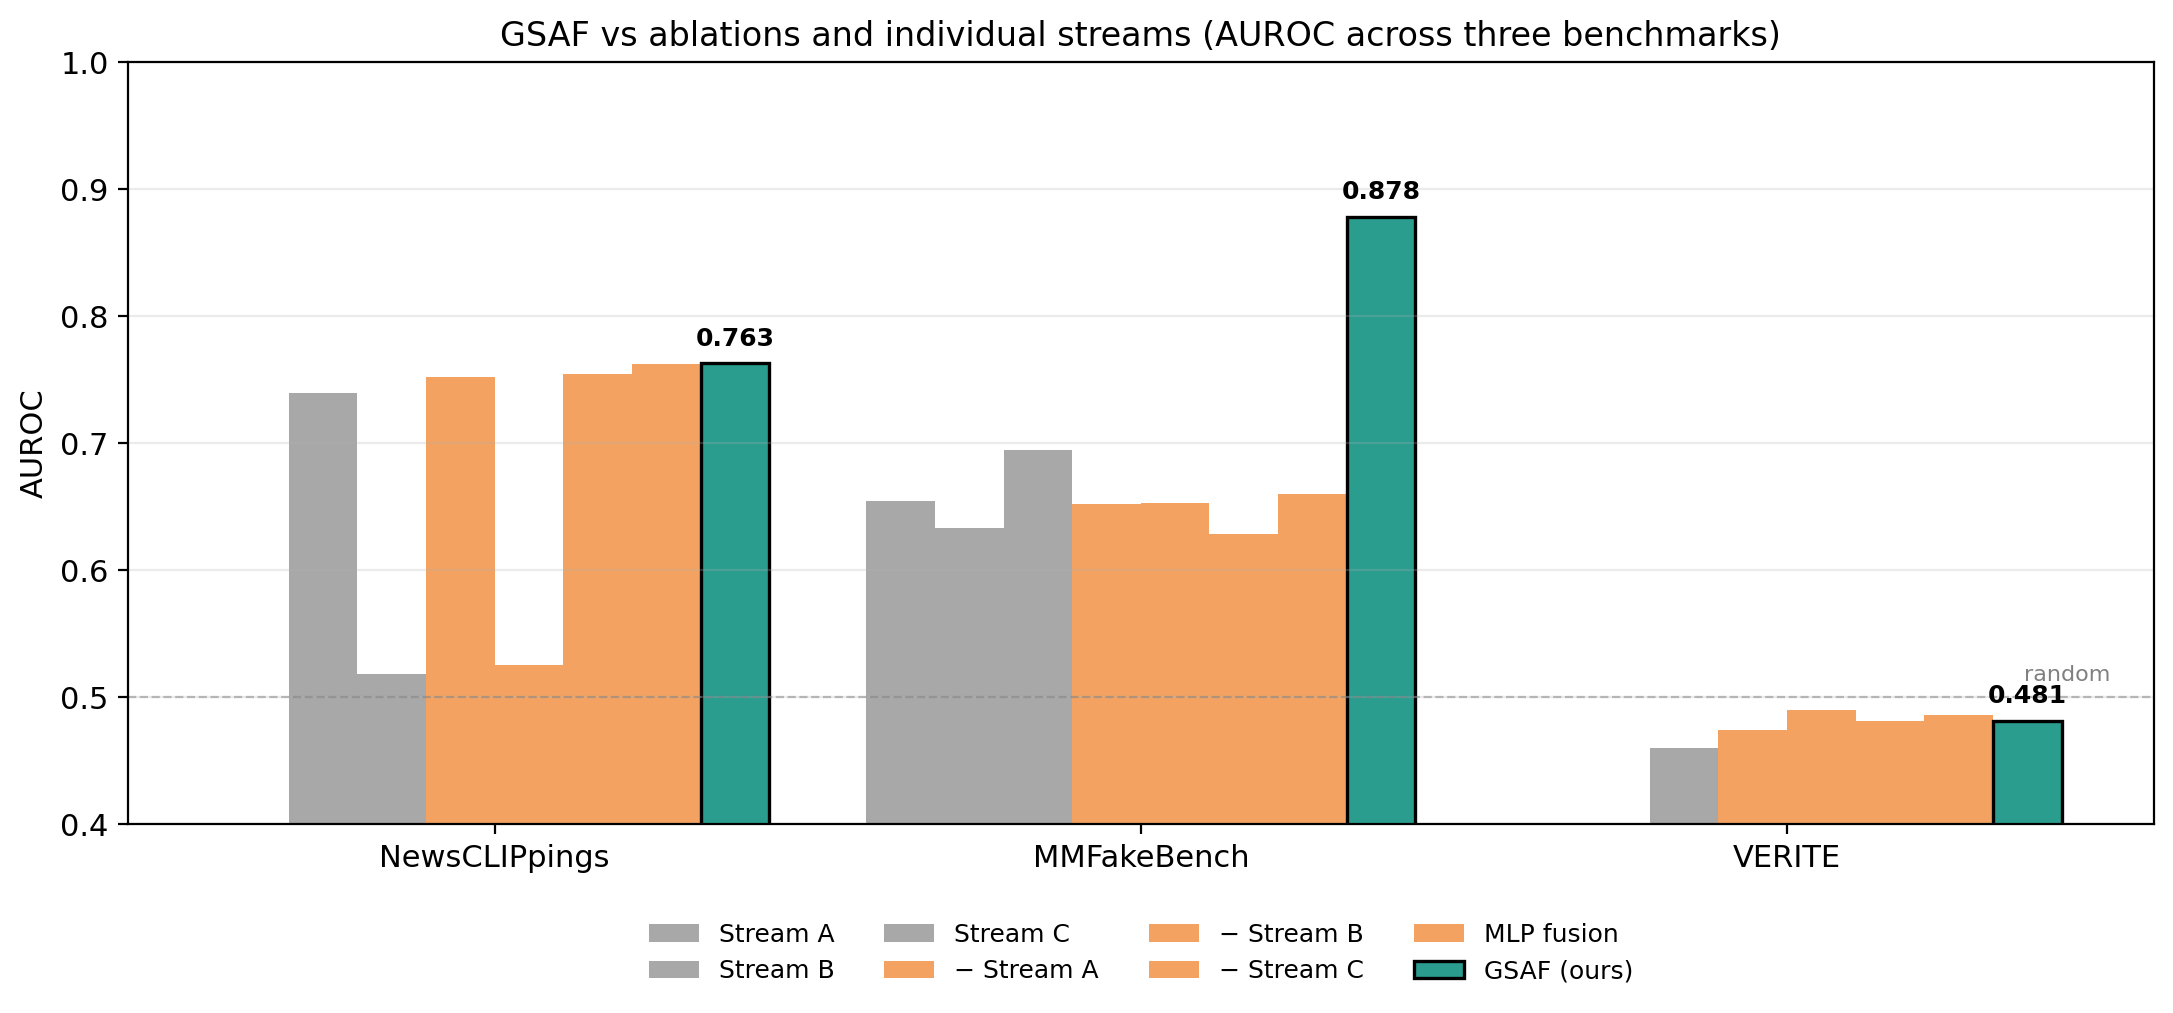 GSAF vs ablations and individual streams (AUROC across three benchmarks)
1.0
0.9
0.8
0.7
0.6
0.5
0.4
AUROC
0.763
0.878
random
0.481
NewsCLIPpings
MMFakeBench
VERITE
Stream A
Stream C
− Stream B
MLP fusion
Stream B
− Stream A
− Stream C
GSAF (ours)